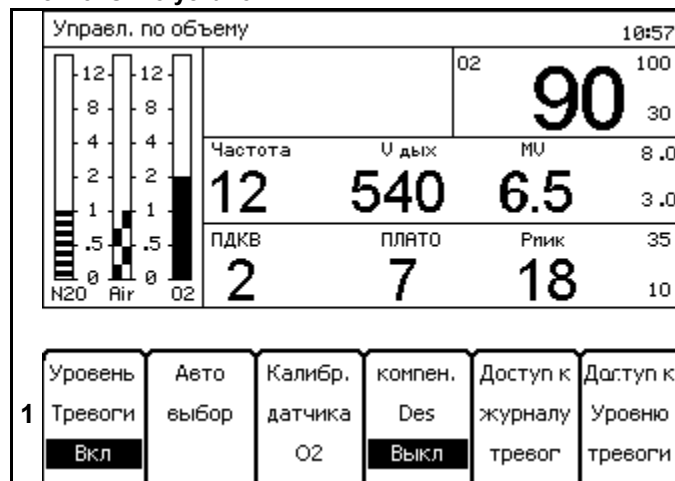 Управл. по объему 10:57
12 12
8 8
4 4
2 2
1 1
.5 .5
0 0
N2O Air O2
O2 90 100
30
Частота V дых MV 8.0
12 540 6.5 3.0
ПДКВ ПЛАТО Рпик 35
2 7 18 10
1
Уровень Тревоги Вкл
Авто выбор
Калибр. датчика O2
компен. Des Выкл
Доступ к журналу тревог
Доступ к Уровню тревоги